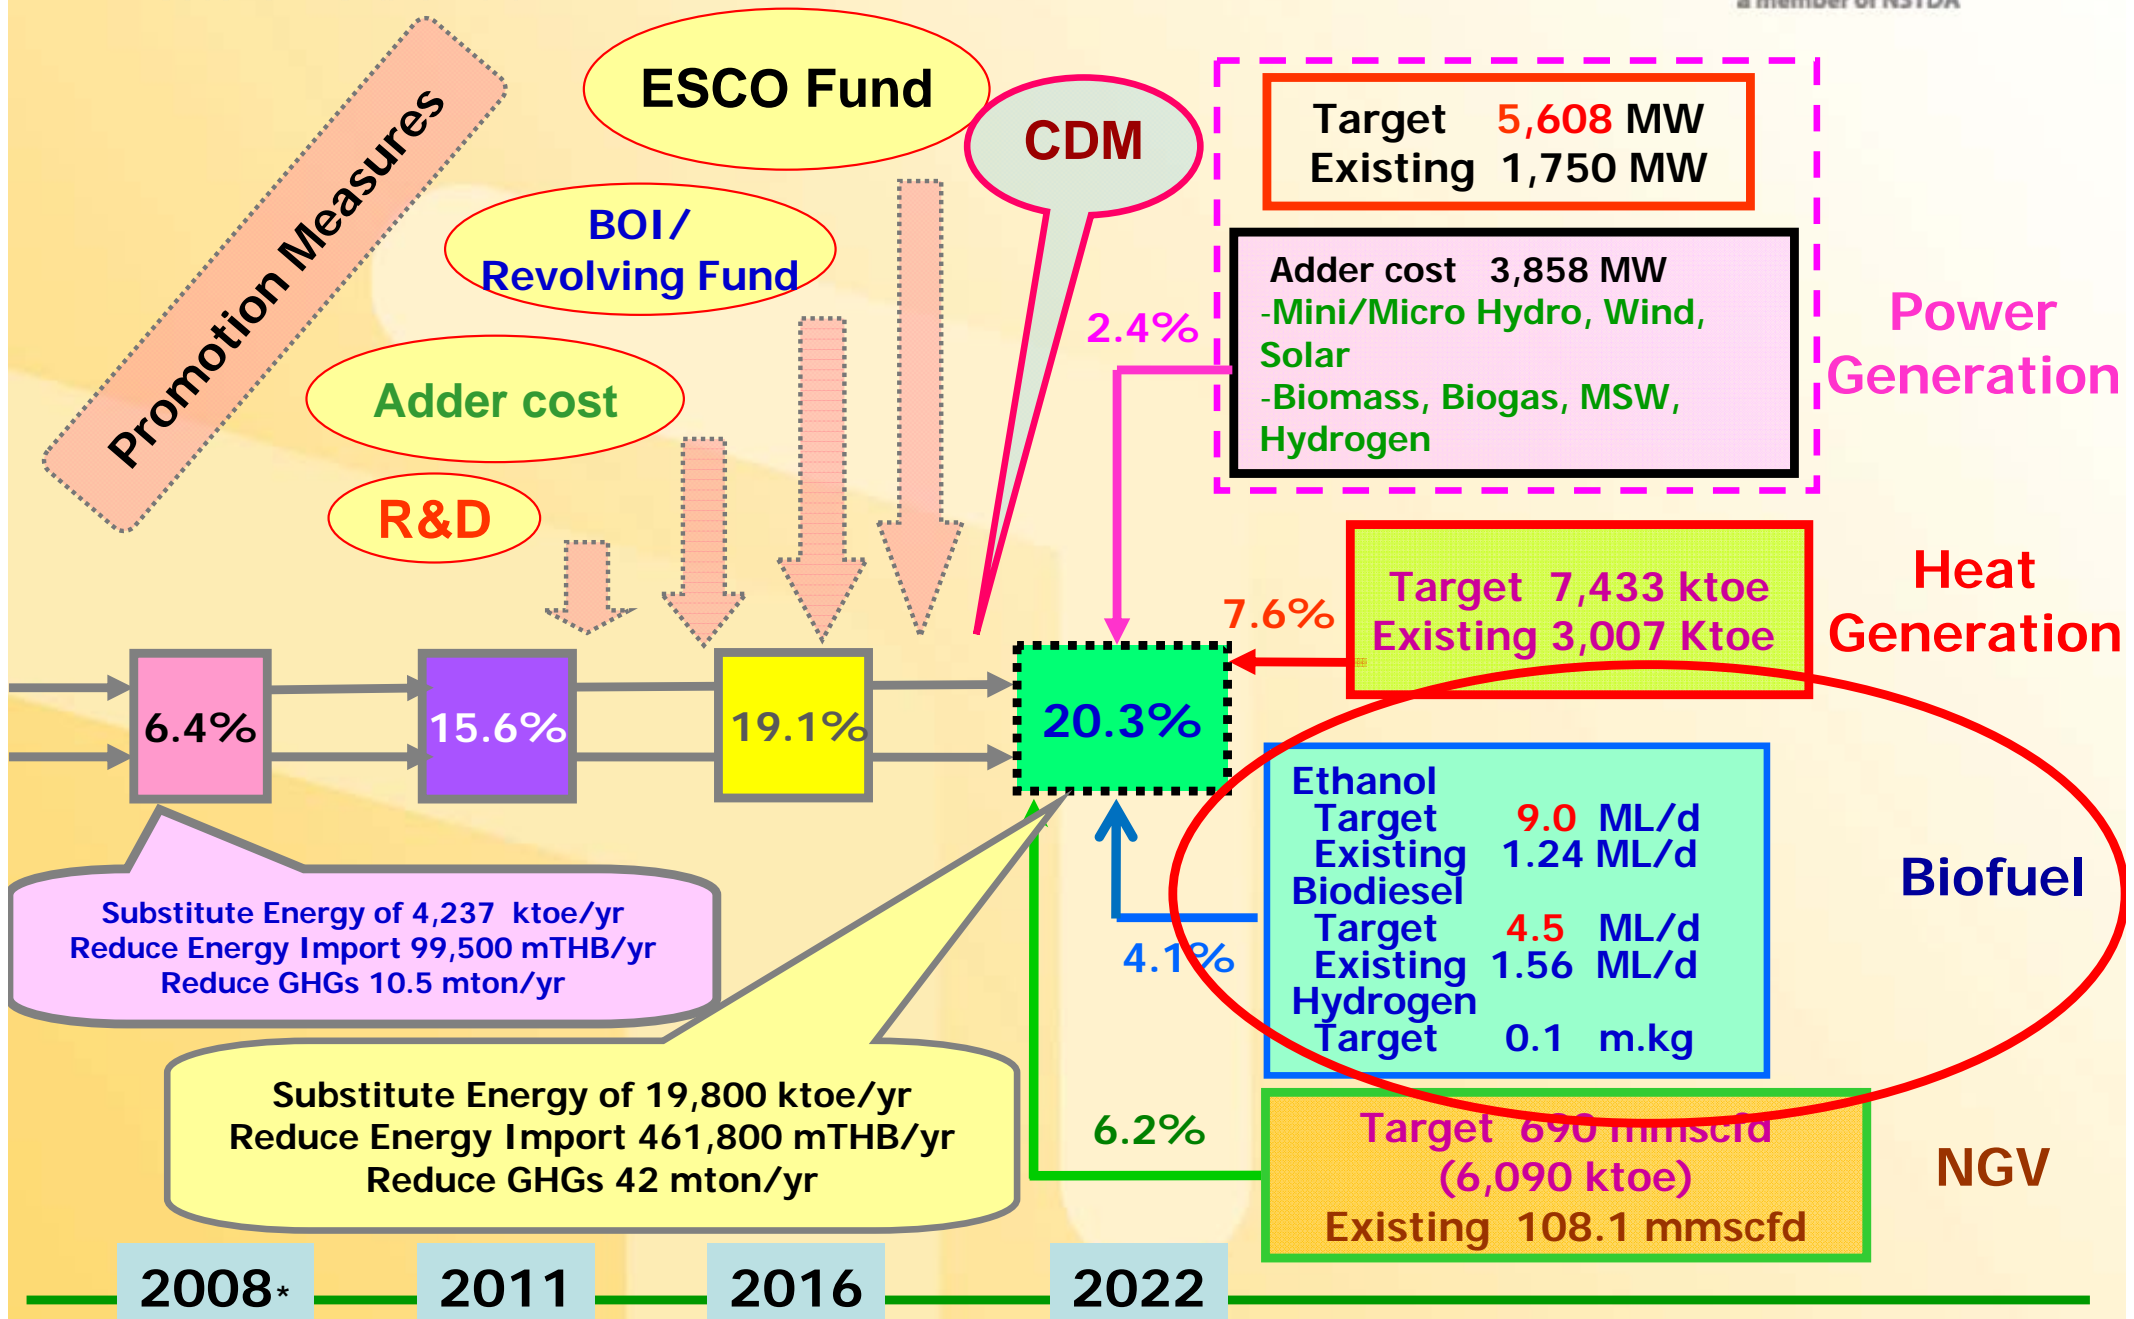 a member of NSTDA
Promotion Measures
ESCO Fund
CDM
BOI/
Revolving Fund
Adder cost
R&D
Target 5,608 MW
Existing 1,750 MW
Adder cost 3,858 MW
-Mini/Micro Hydro, Wind,
Solar
-Biomass, Biogas, MSW,
Hydrogen
Power
Generation
2.4%
Target 7,433 ktoe
Existing 3,007 Ktoe
Heat
Generation
7.6%
6.4%
15.6%
19.1%
20.3%
Ethanol
Target 9.0 ML/d
Existing 1.24 ML/d
Biodiesel
Target 4.5 ML/d
Existing 1.56 ML/d
Hydrogen
Target 0.1 m.kg
Biofuel
4.1%
Substitute Energy of 4,237 ktoe/yr
Reduce Energy Import 99,500 mTHB/yr
Reduce GHGs 10.5 mton/yr
Substitute Energy of 19,800 ktoe/yr
Reduce Energy Import 461,800 mTHB/yr
Reduce GHGs 42 mton/yr
6.2%
Target 690 mmscfd
(6,090 ktoe)
Existing 108.1 mmscfd
NGV
2008*
2011
2016
2022